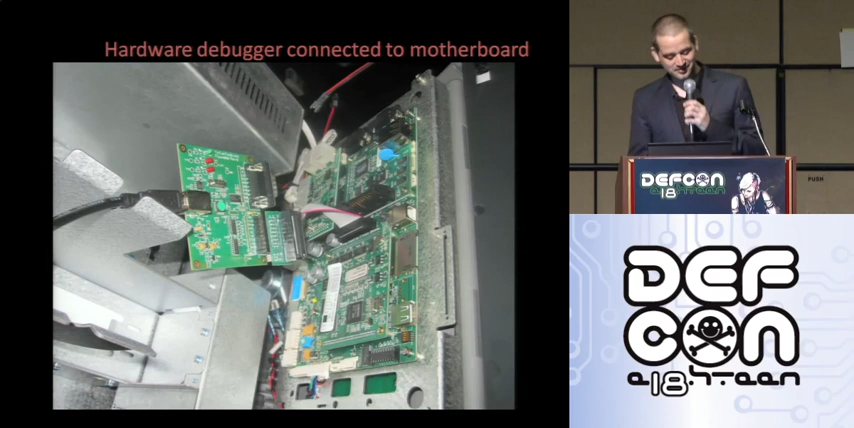 Hardware debugger connected to motherboard
DEFCON
18
PUSH
DEF
CON
e18hteen